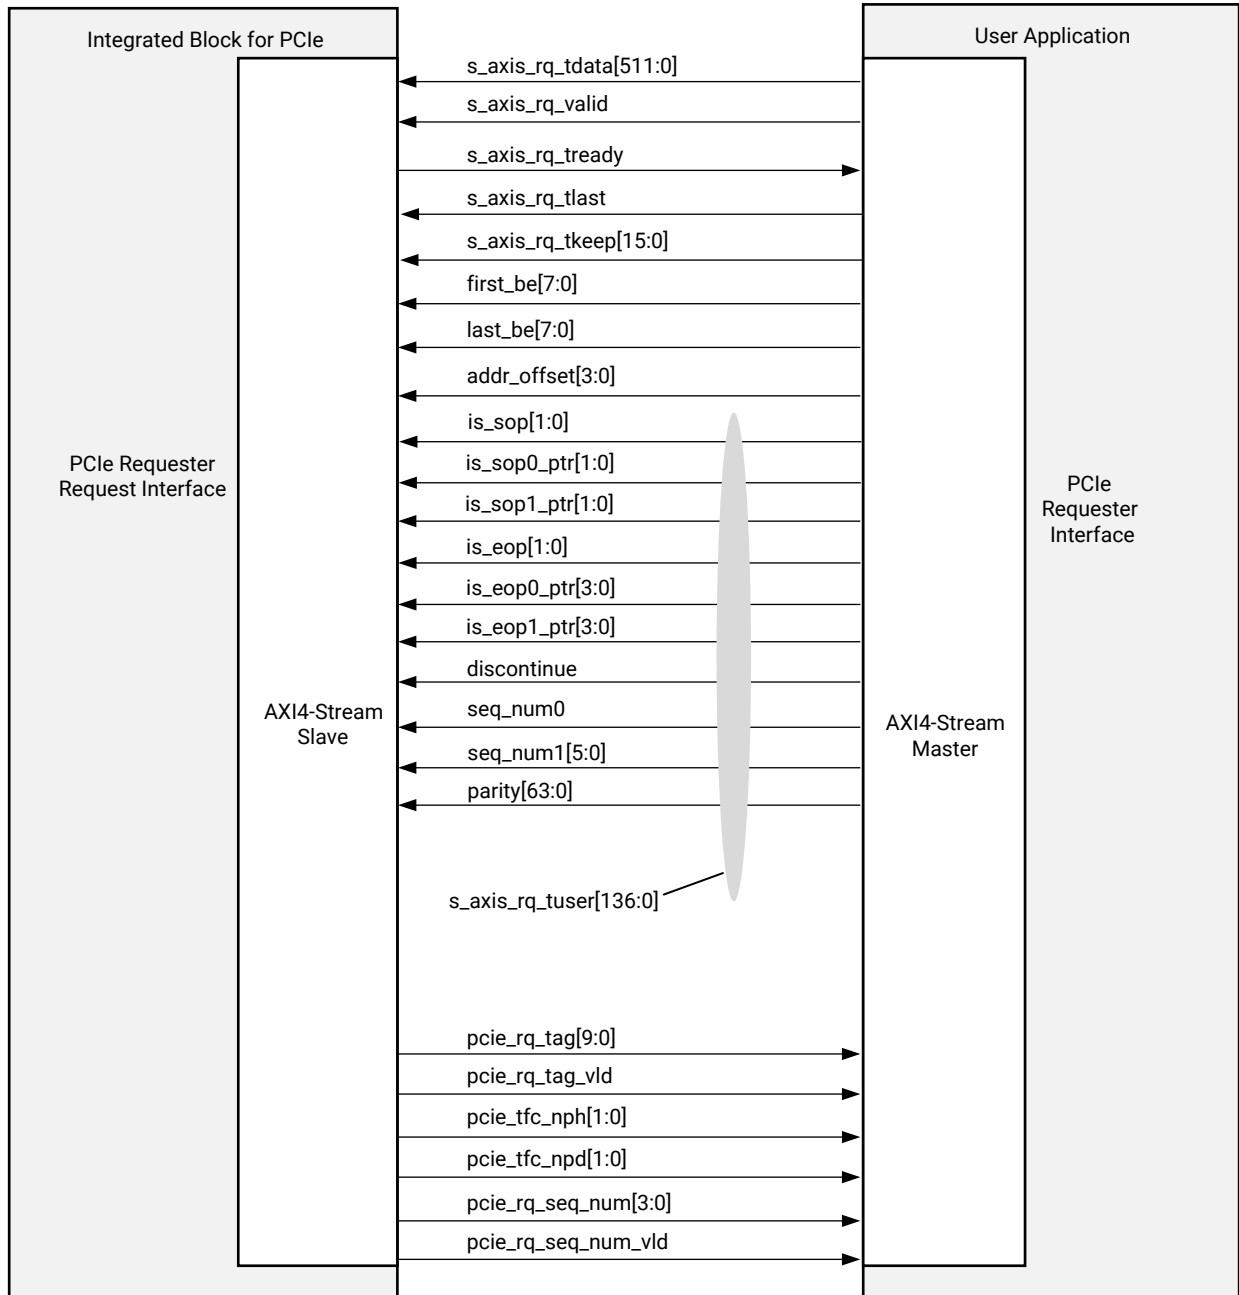 Integrated Block for PCIe
User Application
s_axis_rq_tdata[511:0]
s_axis_rq_valid
s_axis_rq_tready
s_axis_rq_tlast
s_axis_rq_tkeep[15:0]
first_be[7:0]
last_be[7:0]
addr_offset[3:0]
is_sop[1:0]
is_sop0_ptr[1:0]
is_sop1_ptr[1:0]
is_eop[1:0]
is_eop0_ptr[3:0]
is_eop1_ptr[3:0]
discontinue
seq_num0
seq_num1[5:0]
parity[63:0]
s_axis_rq_tuser[136:0]
pcie_rq_tag[9:0]
pcie_rq_tag_vld
pcie_tfc_nph[1:0]
pcie_tfc_npd[1:0]
pcie_rq_seq_num[3:0]
pcie_rq_seq_num_vld
PCIe Requester
Request Interface
AXI4-Stream
Slave
PCIe
Requester
Interface
AXI4-Stream
Master